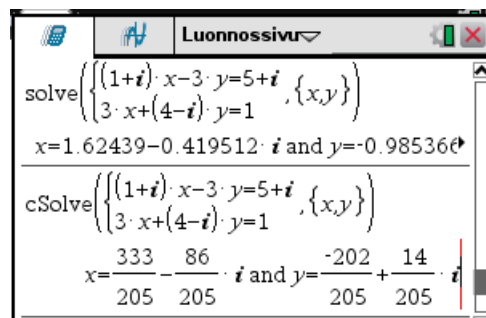 Luonnossivu
solve({(1+i)·x-3·y=5+i
3·x+(4-i)·y=1 ,{x,y})
x=1.62439-0.419512·i and y=-0.985366
cSolve({(1+i)·x-3·y=5+i
3·x+(4-i)·y=1 ,{x,y})
x=333/205-86/205·i and y=-202/205+14/205·i